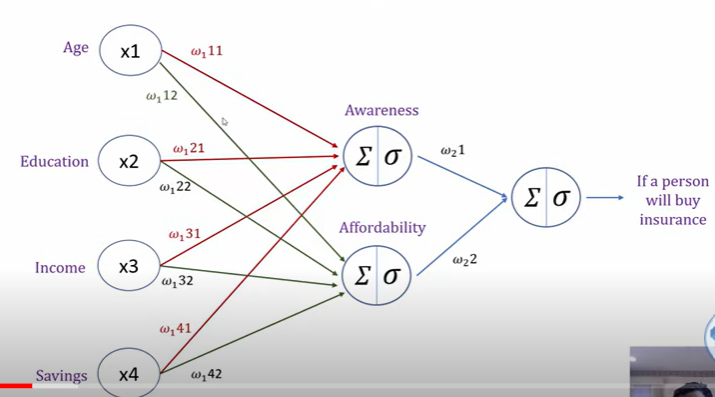 Age
x1
ω₁11
ω₁12
Awareness
Education
x2
ω₁21
ω₁22
Σ σ
ω₂1
Σ σ
If a person
will buy
insurance
Affordability
Income
x3
ω₁31
ω₁32
Σ σ
ω₂2
ω₁41
Savings
x4
ω₁42